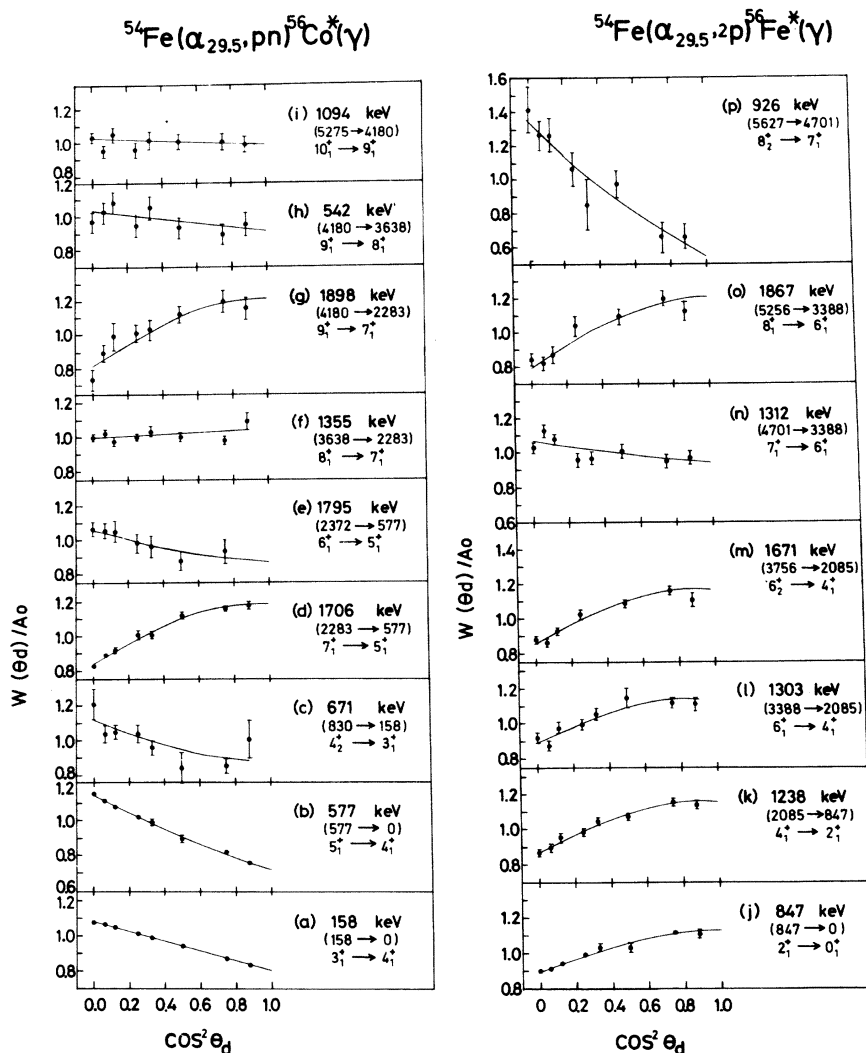 ⁵⁴Fe(α₂₉.₅,pn)⁵⁶Co*(γ)
W (θd) /Ao
1.2
1.0
0.8
(i) 1094 keV
(5275→4180)
10₁⁺ → 9₁⁺
1.2
1.0
0.8
(h) 542 keV
(4180→3638)
9₁⁺ → 8₁⁺
1.2
1.0
0.8
(g) 1898 keV
(4180→2283)
9₁⁺ → 7₁⁺
1.2
1.0
0.8
(f) 1355 keV
(3638→2283)
8₁⁺ → 7₁⁺
1.2
1.0
0.8
(e) 1795 keV
(2372→577)
6₁⁺ → 5₁⁺
1.2
1.0
0.8
(d) 1706 keV
(2283→577)
7₁⁺ → 5₁⁺
1.2
1.0
0.8
(c) 671 keV
(830→158)
4₂⁺ → 3₁⁺
1.2
1.0
0.8
0.6
(b) 577 keV
(577→0)
5₁⁺ → 4₁⁺
1.2
1.0
0.8
(a) 158 keV
(158→0)
3₁⁺ → 4₁⁺
0.0 0.2 0.4 0.6 0.8 1.0
COS²θd
⁵⁴Fe(α₂₉.₅,2p)⁵⁶Fe*(γ)
W (θd) /Ao
1.6
1.4
1.2
1.0
0.8
0.6
(p) 926 keV
(5627→4701)
8₂⁺ → 7₁⁺
1.2
1.0
0.8
(o) 1867 keV
(5256→3388)
8₁⁺ → 6₁⁺
1.2
1.0
0.8
0.6
(n) 1312 keV
(4701→3388)
7₁⁺ → 6₁⁺
1.4
1.2
1.0
0.8
(m) 1671 keV
(3756→2085)
6₂⁺ → 4₁⁺
1.2
1.0
0.8
(l) 1303 keV
(3388→2085)
6₁⁺ → 4₁⁺
1.2
1.0
0.8
(k) 1238 keV
(2085→847)
4₁⁺ → 2₁⁺
1.2
1.0
0.8
(j) 847 keV
(847→0)
2₁⁺ → 0₁⁺
0 0.2 0.4 0.6 0.8 1.0
COS²θd